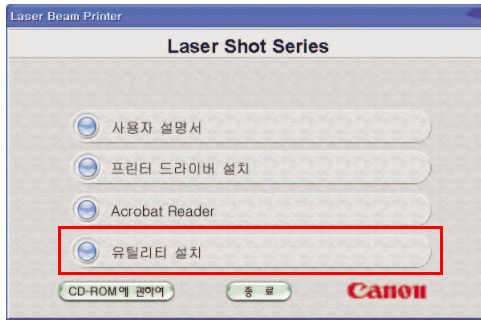 Laser Beam Printer
Laser Shot Series
사용자 설명서
프린터 드라이버 설치
Acrobat Reader
유틸리티 설치
CD-ROM에 관하여
종 료
Canon